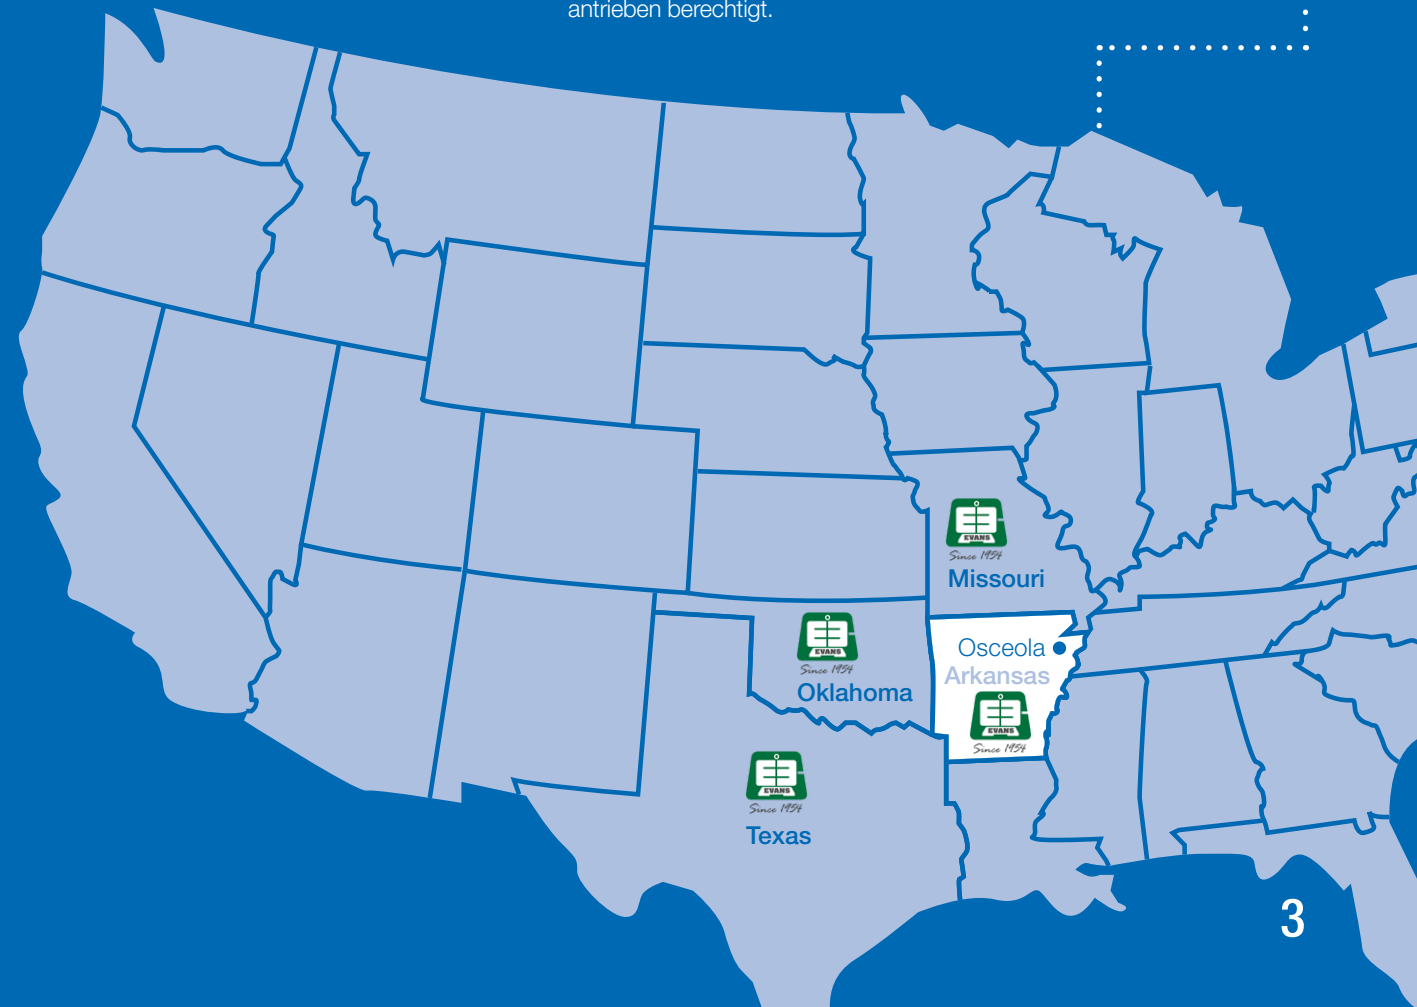 antrieben berechtigt.
EVANS
Since 1954
Missouri
EVANS
Since 1954
Oklahoma
Osceola
Arkansas
EVANS
Since 1954
EVANS
Since 1954
Texas
3